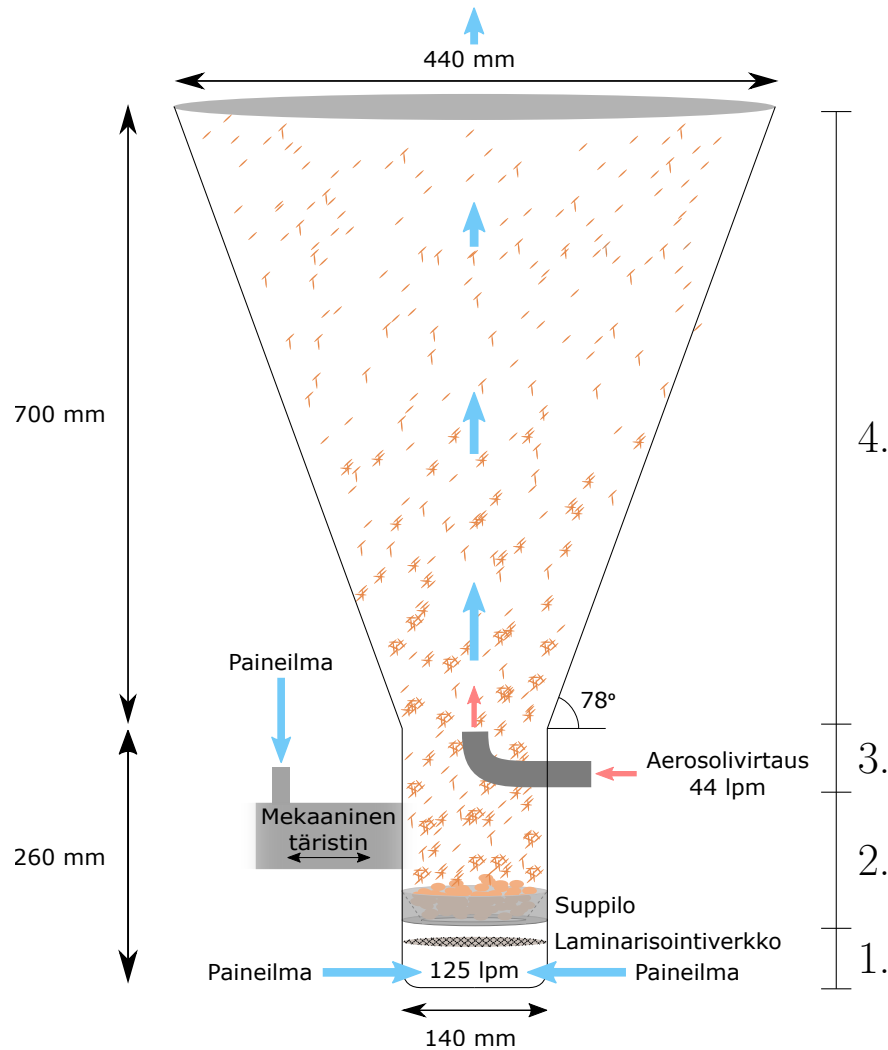 440 mm
700 mm
4.
Paineilma
78°
Aerosolivirtaus
44 lpm
3.
Mekaaninen
täristin
260 mm
2.
Suppilo
Laminarisointiverkko
Paineilma
125 lpm
Paineilma
1.
140 mm